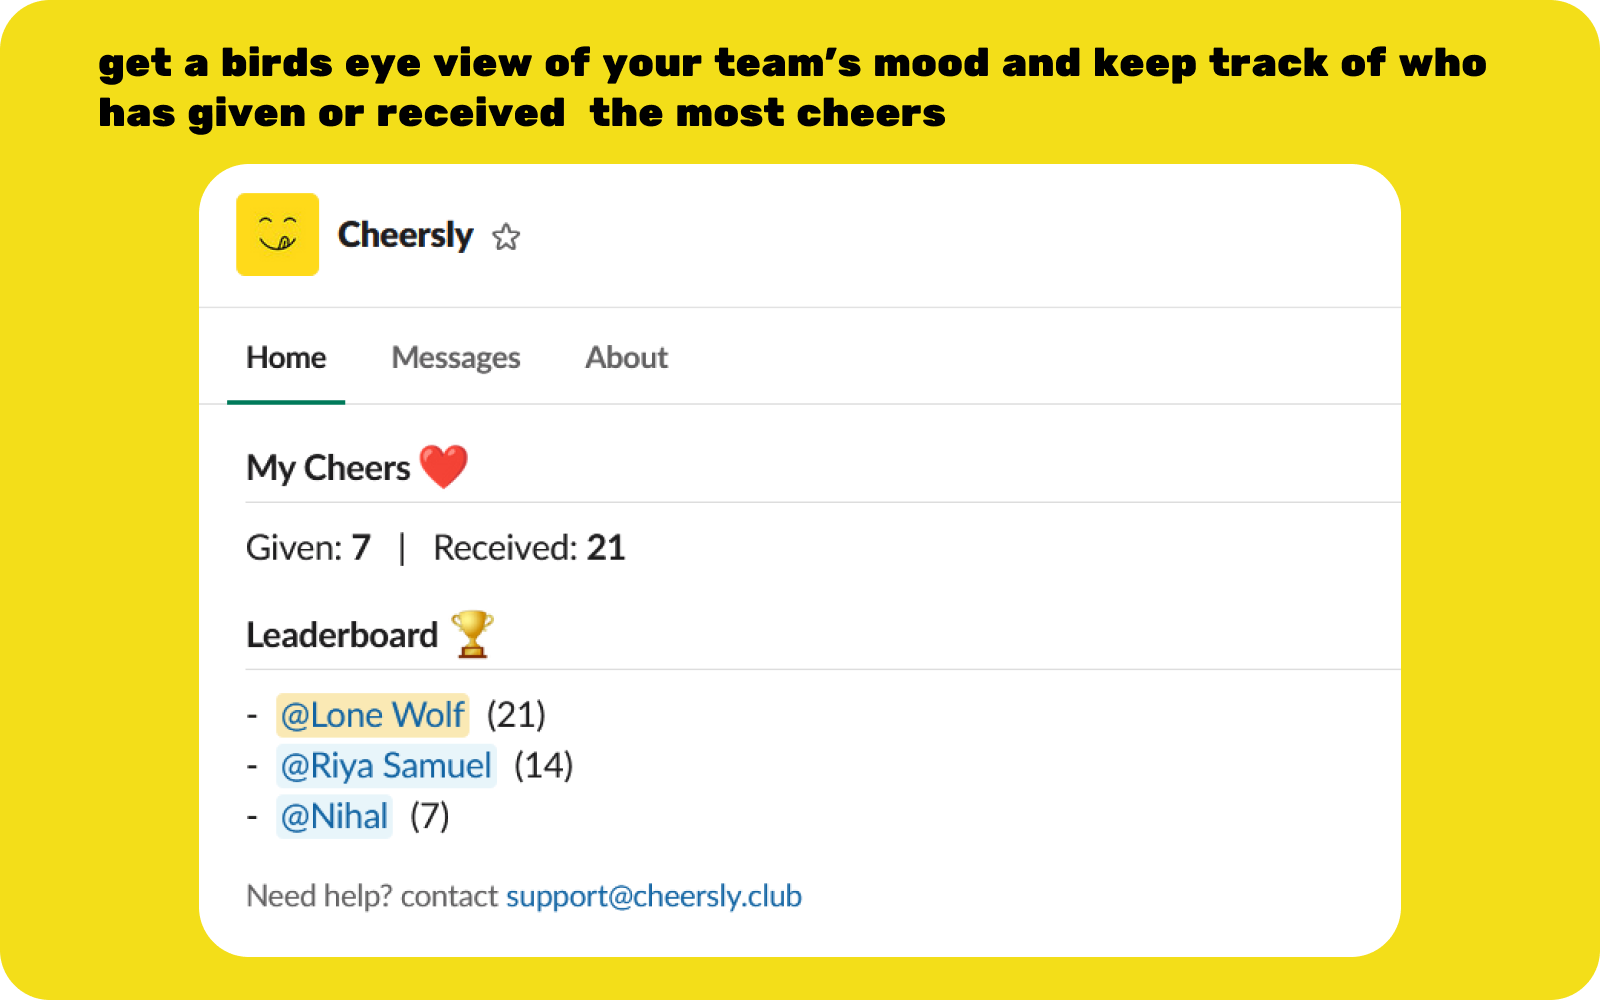 get a birds eye view of your team’s mood and keep track of who
has given or received  the most cheers
Cheersly
Home Messages About
My Cheers ❤️
Given: 7 | Received: 21
Leaderboard 🏆
- @Lone Wolf (21)
- @Riya Samuel (14)
- @Nihal (7)
Need help? contact support@cheersly.club